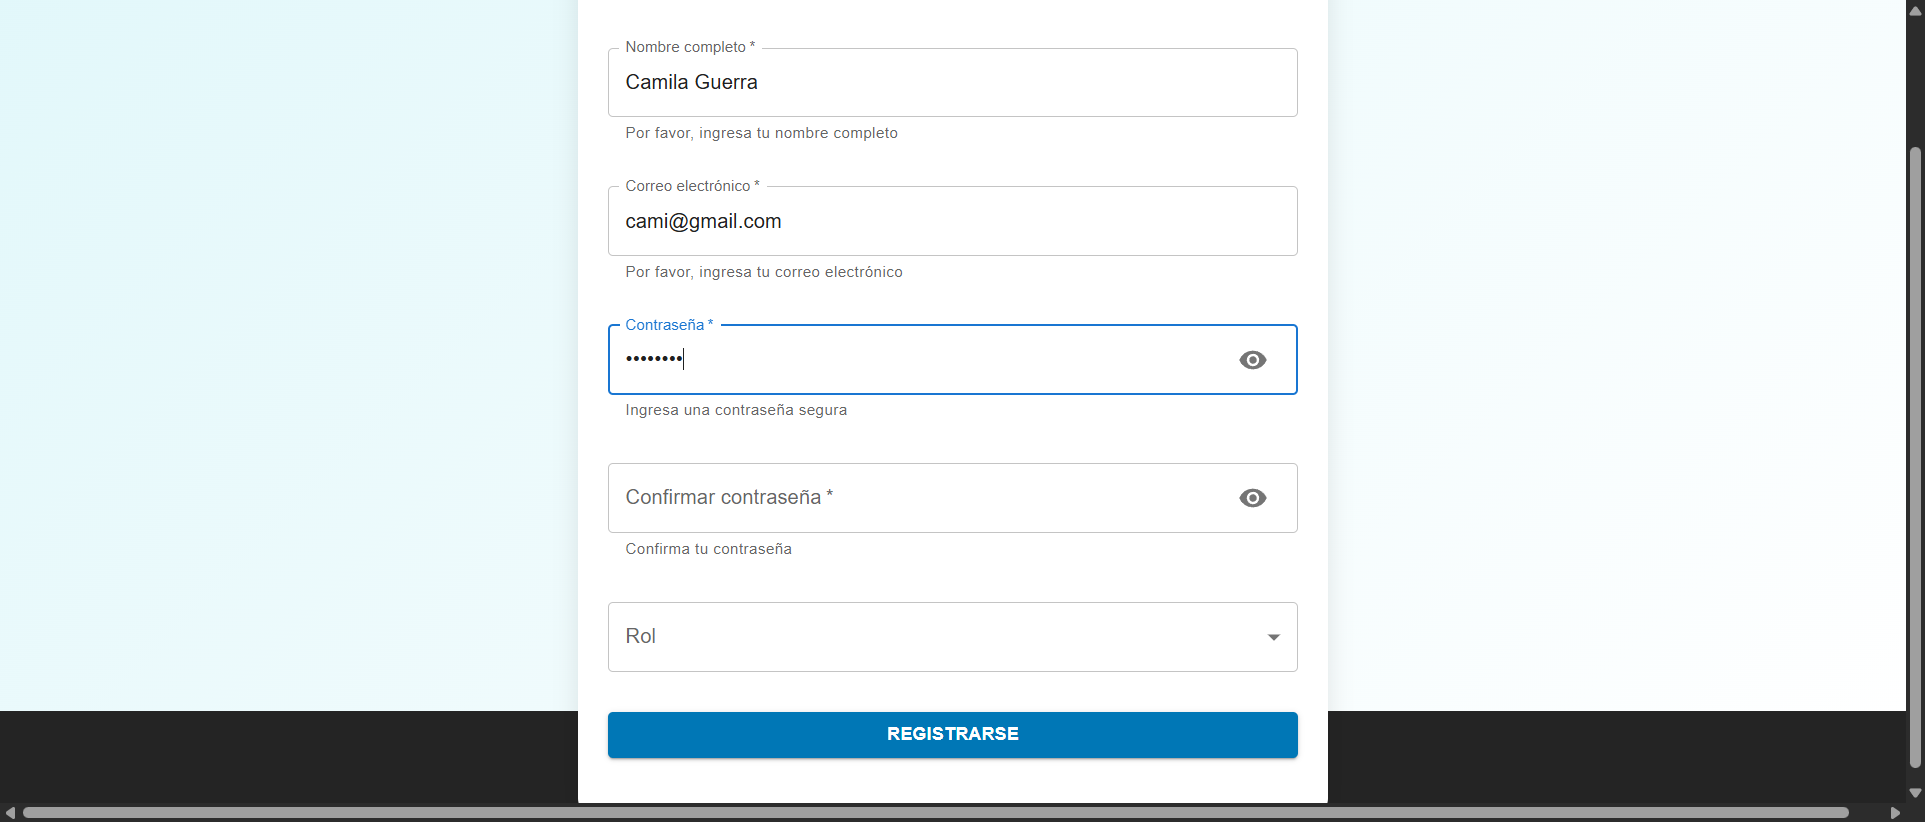 Nombre completo *
Camila Guerra
Por favor, ingresa tu nombre completo
Correo electrónico *
cami@gmail.com
Por favor, ingresa tu correo electrónico
Contraseña *
••••••••
Ingresa una contraseña segura
Confirmar contraseña *
Confirma tu contraseña
Rol
REGISTRARSE